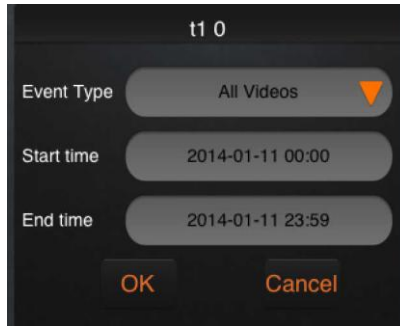 t1 0
Event Type All Videos
Start time 2014-01-11 00:00
End time 2014-01-11 23:59
OK Cancel